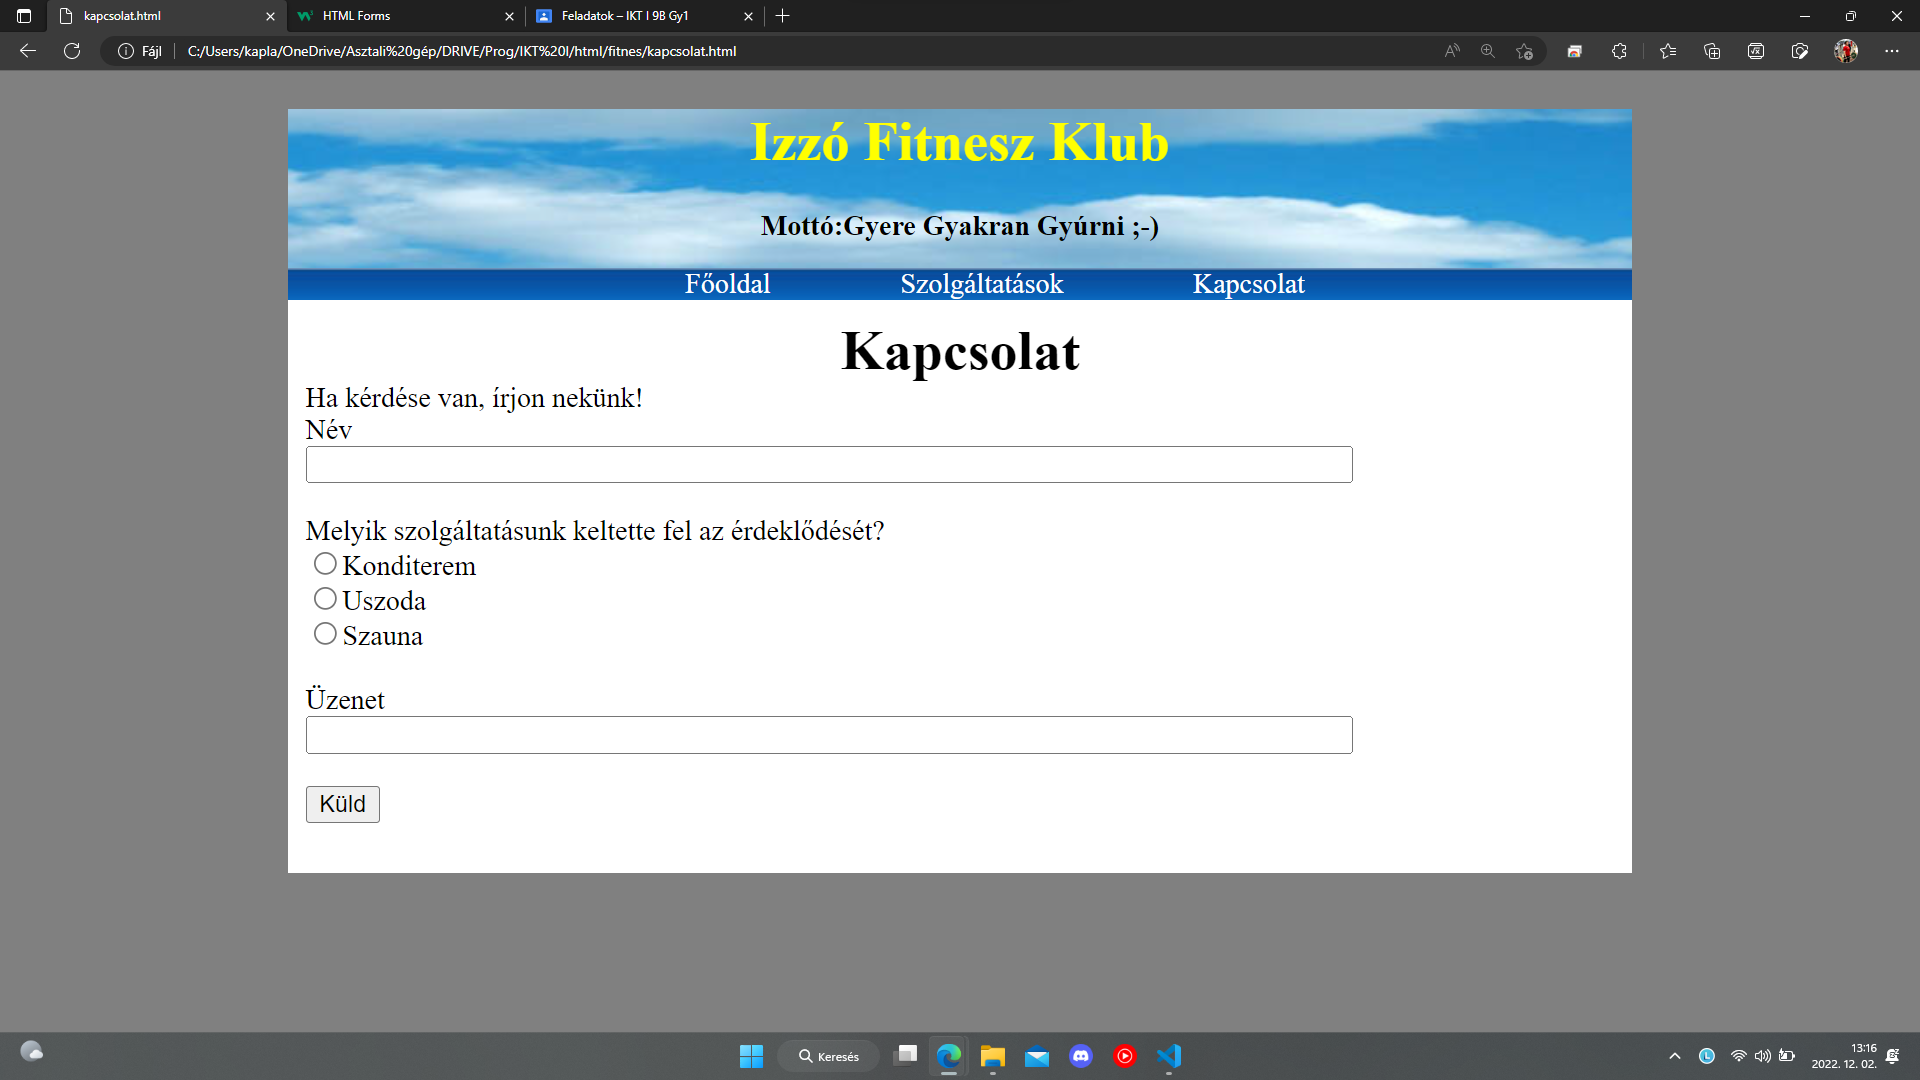 kapcsolat.html
HTML Forms
Feladatok – IKT I 9B Gy1
Fájl
C:/Users/kapla/OneDrive/Asztali%20gép/DRIVE/Prog/IKT%20I/html/fitnes/kapcsolat.html
Izzó Fitnesz Klub
Mottó:Gyere Gyakran Gyúrni ;-)
Főoldal Szolgáltatások Kapcsolat
Kapcsolat
Ha kérdése van, írjon nekünk!
Név
Melyik szolgáltatásunk keltette fel az érdeklődését?
Konditerem
Uszoda
Szauna
Üzenet
Küld
Keresés
13:16
2022. 12. 02.